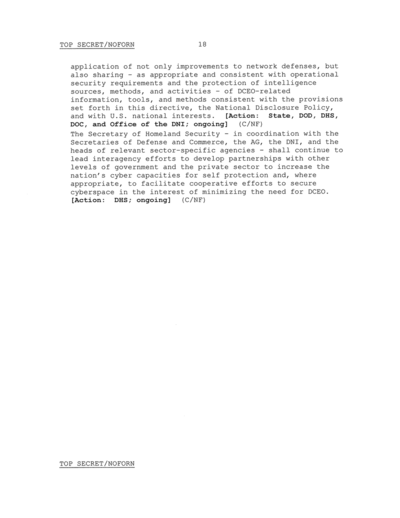 TOP SECRET/NOFORN 18
application of not only improvements to network defenses, but
also sharing - as appropriate and consistent with operational
security requirements and the protection of intelligence
sources, methods, and activities - of DCEO-related
information, tools, and methods consistent with the provisions
set forth in this directive, the National Disclosure Policy,
and with U.S. national interests. [Action: State, DOD, DHS,
DOC, and Office of the DNI; ongoing] (C/NF)
The Secretary of Homeland Security - in coordination with the
Secretaries of Defense and Commerce, the AG, the DNI, and the
heads of relevant sector-specific agencies - shall continue to
lead interagency efforts to develop partnerships with other
levels of government and the private sector to increase the
nation's cyber capacities for self protection and, where
appropriate, to facilitate cooperative efforts to secure
cyberspace in the interest of minimizing the need for DCEO.
[Action: DHS; ongoing] (C/NF)
TOP SECRET/NOFORN